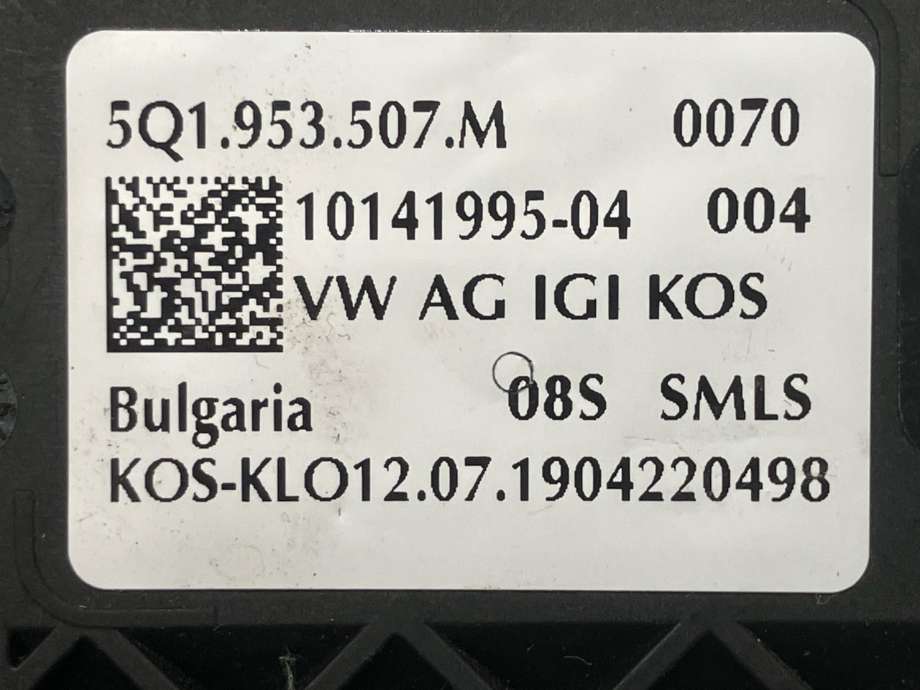 5Q1.953.507.M 0070
10141995-04 004
VW AG IGI KOS
Bulgaria 08S SMLS
KOS-KLO12.07.1904220498